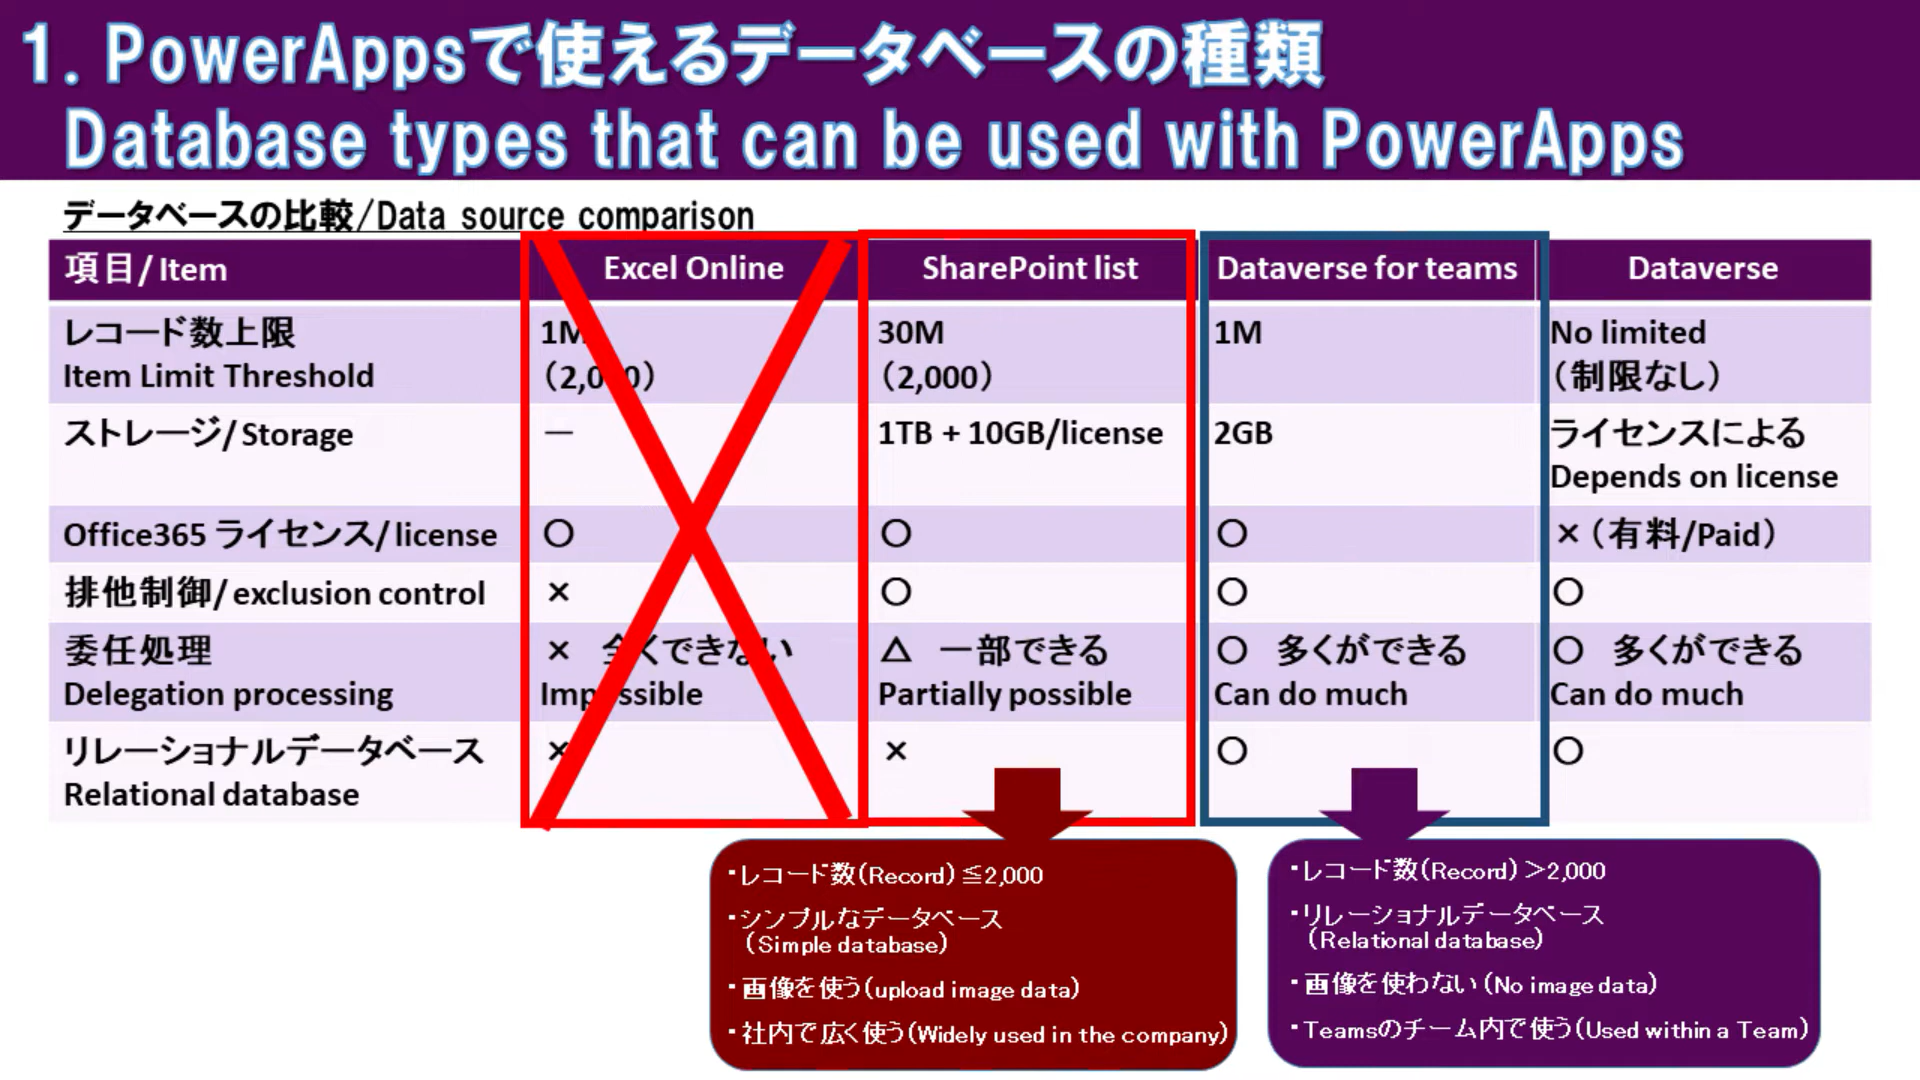 1. PowerAppsで使えるデータベースの種類
Database types that can be used with PowerApps
データベースの比較/Data source comparison
項目/Item Excel Online SharePoint list Dataverse for teams Dataverse
レコード数上限 1M 30M 1M No limited
Item Limit Threshold （2,000） （2,000） （制限なし）
ストレージ/Storage － 1TB + 10GB/license 2GB ライセンスによる
Depends on license
Office365 ライセンス/license 〇 〇 〇 ×（有料/Paid）
排他制御/exclusion control × 〇 〇 〇
委任処理 × 全くできない △ 一部できる 〇 多くができる 〇 多くができる
Delegation processing Impossible Partially possible Can do much Can do much
リレーショナルデータベース × × 〇 〇
Relational database
・レコード数(Record)≦2,000
・シンプルなデータベース
（Simple database）
・画像を使う(upload image data)
・社内で広く使う(Widely used in the company)
・レコード数(Record)＞2,000
・リレーショナルデータベース
（Relational database）
・画像を使わない(No image data)
・Teamsのチーム内で使う(Used within a Team)